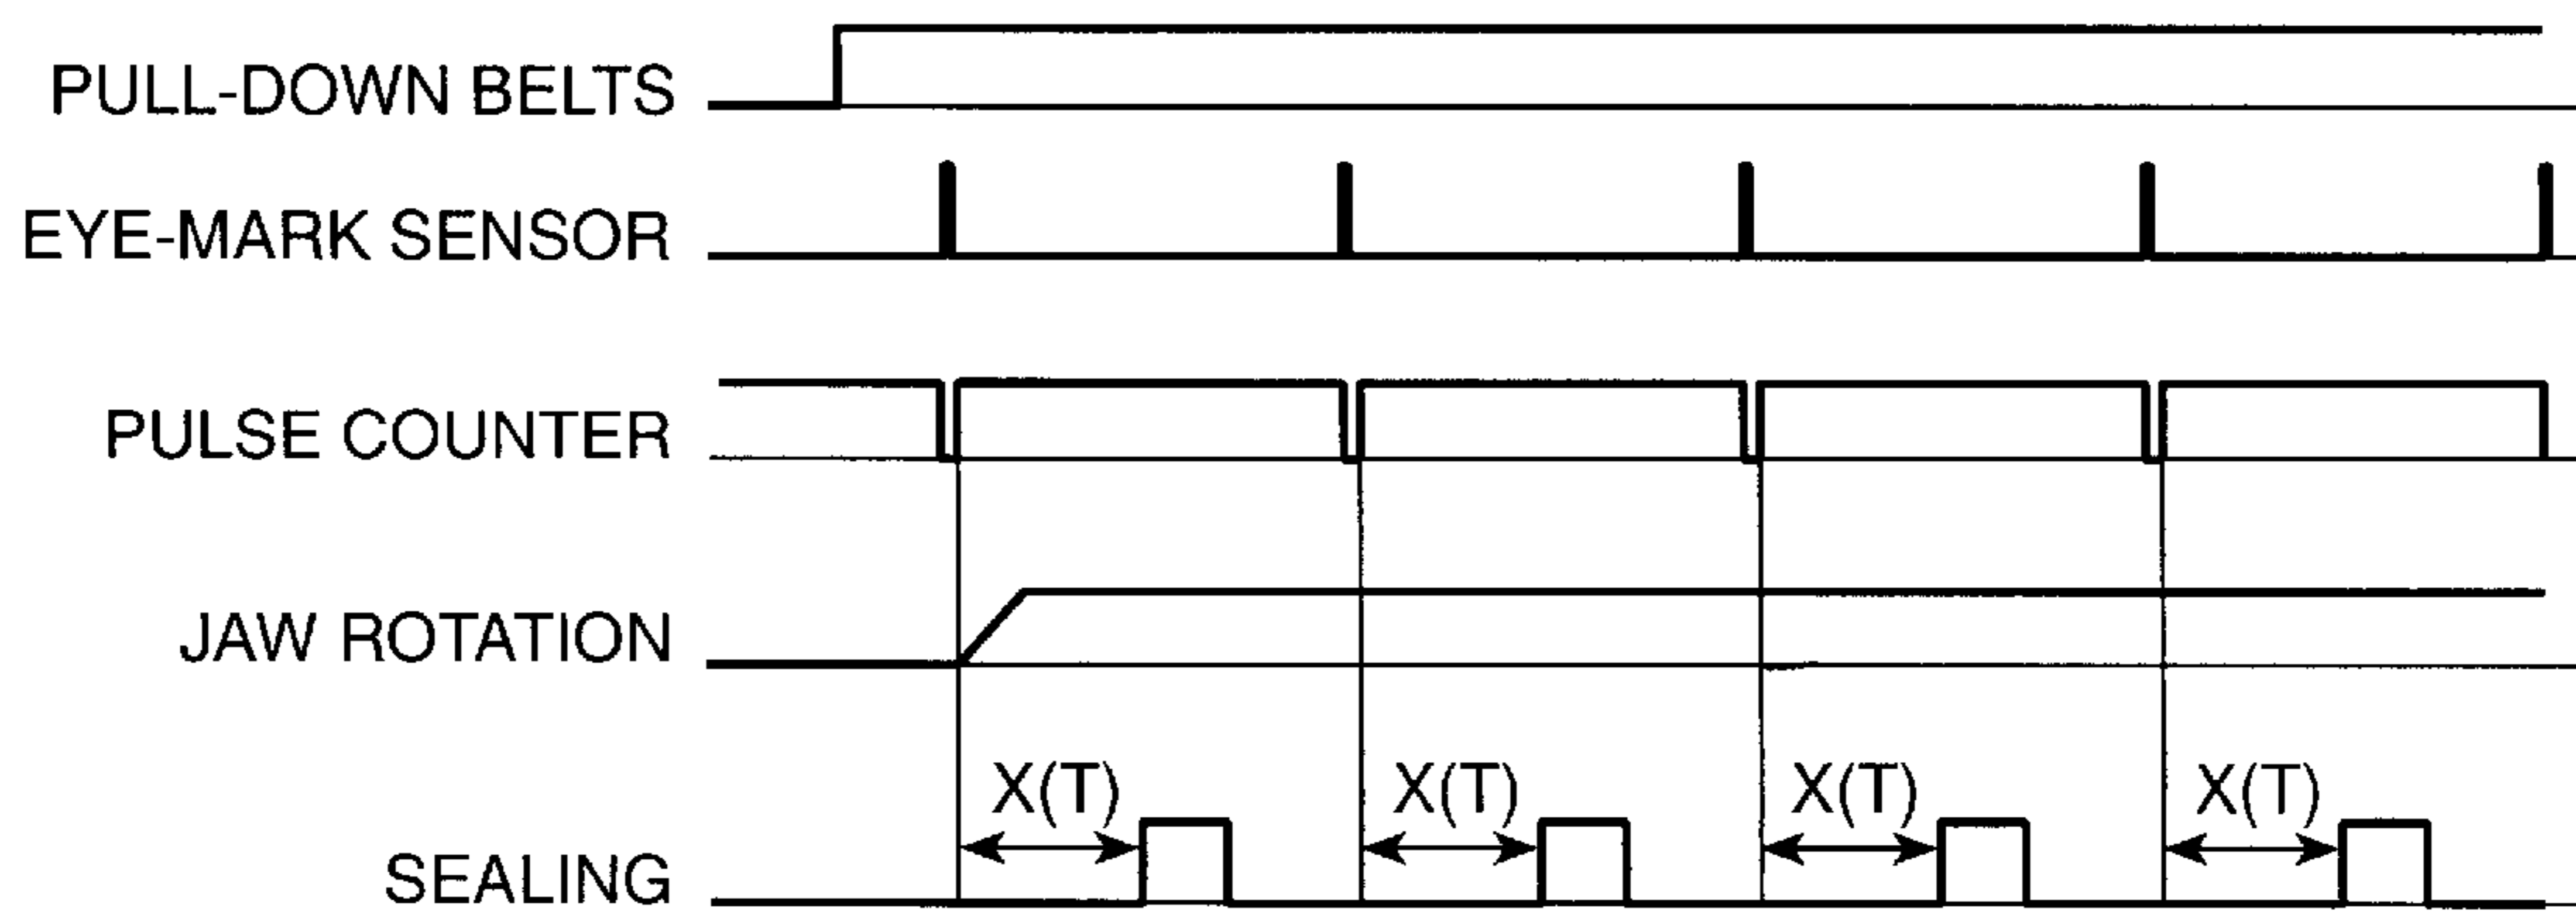 PULL-DOWN BELTS
EYE-MARK SENSOR
PULSE COUNTER
JAW ROTATION
X(T) X(T) X(T) X(T)
SEALING